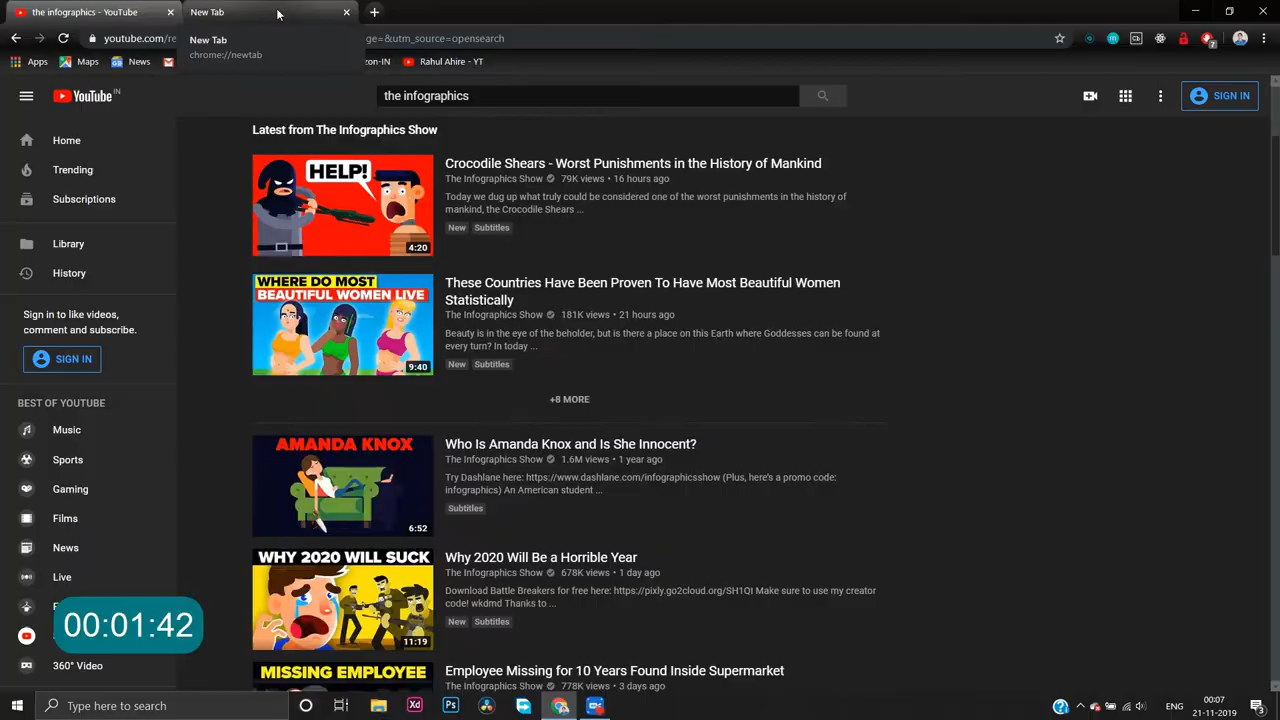 the infographics - YouTube
New Tab
youtube.com/re
ge=&utm_source=opensearch
New Tab
chrome://newtab
Apps
Maps
News
zon-IN
Rahul Ahire - YT
YouTube IN
the infographics
SIGN IN
Home
Trending
Subscriptions
Library
History
Sign in to like videos,
comment and subscribe.
SIGN IN
BEST OF YOUTUBE
Music
Sports
Gaming
Films
News
Live
360° Video
00:01:42
Latest from The Infographics Show
HELP!
4:20
Crocodile Shears - Worst Punishments in the History of Mankind
The Infographics Show 79K views • 16 hours ago
Today we dug up what truly could be considered one of the worst punishments in the history of
mankind, the Crocodile Shears ...
New Subtitles
WHERE DO MOST
BEAUTIFUL WOMEN LIVE
9:40
These Countries Have Been Proven To Have Most Beautiful Women
Statistically
The Infographics Show 181K views • 21 hours ago
Beauty is in the eye of the beholder, but is there a place on this Earth where Goddesses can be found at
every turn? In today ...
New Subtitles
+8 MORE
AMANDA KNOX
6:52
Who Is Amanda Knox and Is She Innocent?
The Infographics Show 1.6M views • 1 year ago
Try Dashlane here: https://www.dashlane.com/infographicsshow (Plus, here's a promo code:
infographics) An American student ...
Subtitles
WHY 2020 WILL SUCK
11:19
Why 2020 Will Be a Horrible Year
The Infographics Show 678K views • 1 day ago
Download Battle Breakers for free here: https://pixly.go2cloud.org/SH1QI Make sure to use my creator
code! wkdmd Thanks to ...
New Subtitles
MISSING EMPLOYEE
Employee Missing for 10 Years Found Inside Supermarket
The Infographics Show 778K views • 3 days ago
Type here to search
Xd
Ps
ENG
00:07
21-11-2019